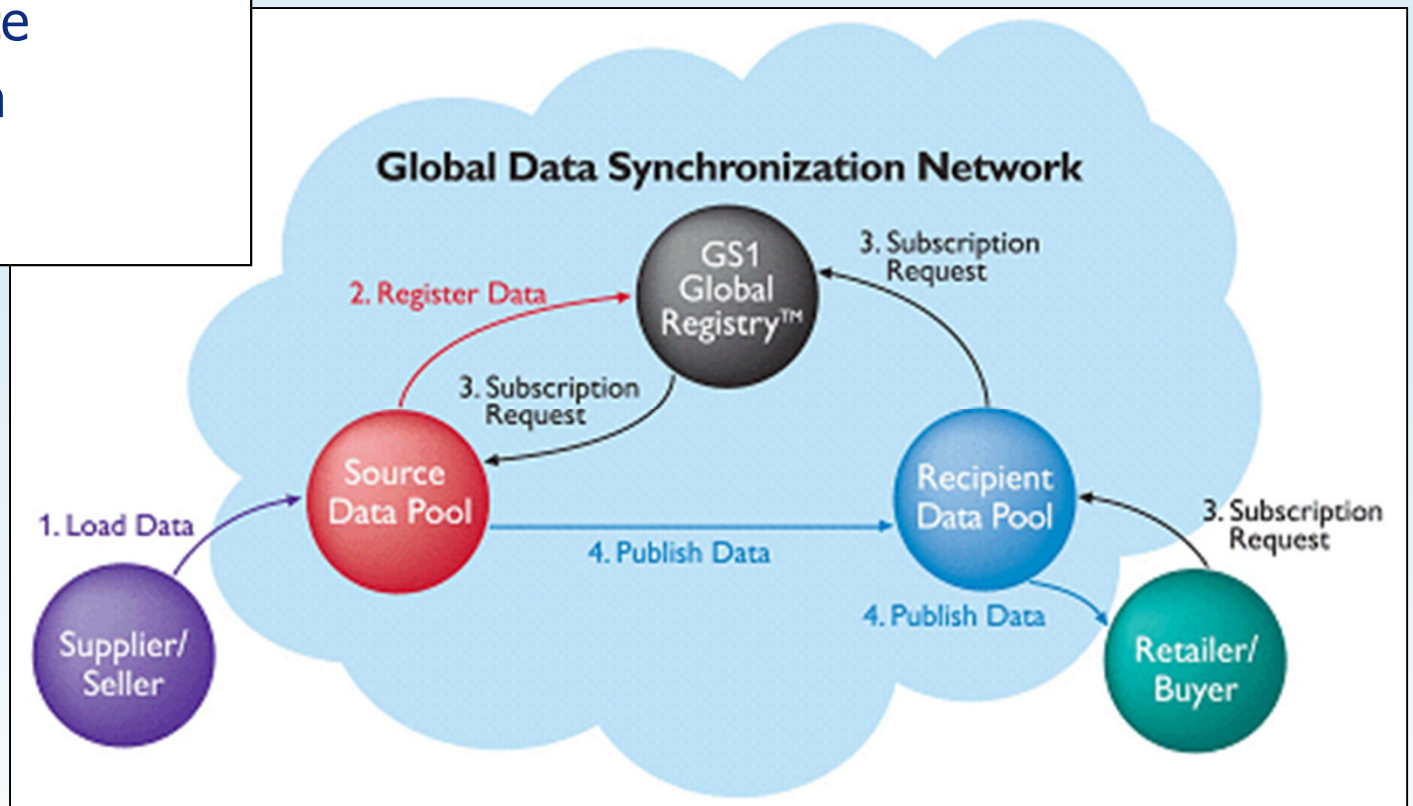 Global Data Synchronization Network
GS1
Global
Registry™
3. Subscription
Request
2. Register Data
3. Subscription
Request
Source
Data Pool
Recipient
Data Pool
1. Load Data
3. Subscription
Request
4. Publish Data
4. Publish Data
Supplier/
Seller
Retailer/
Buyer